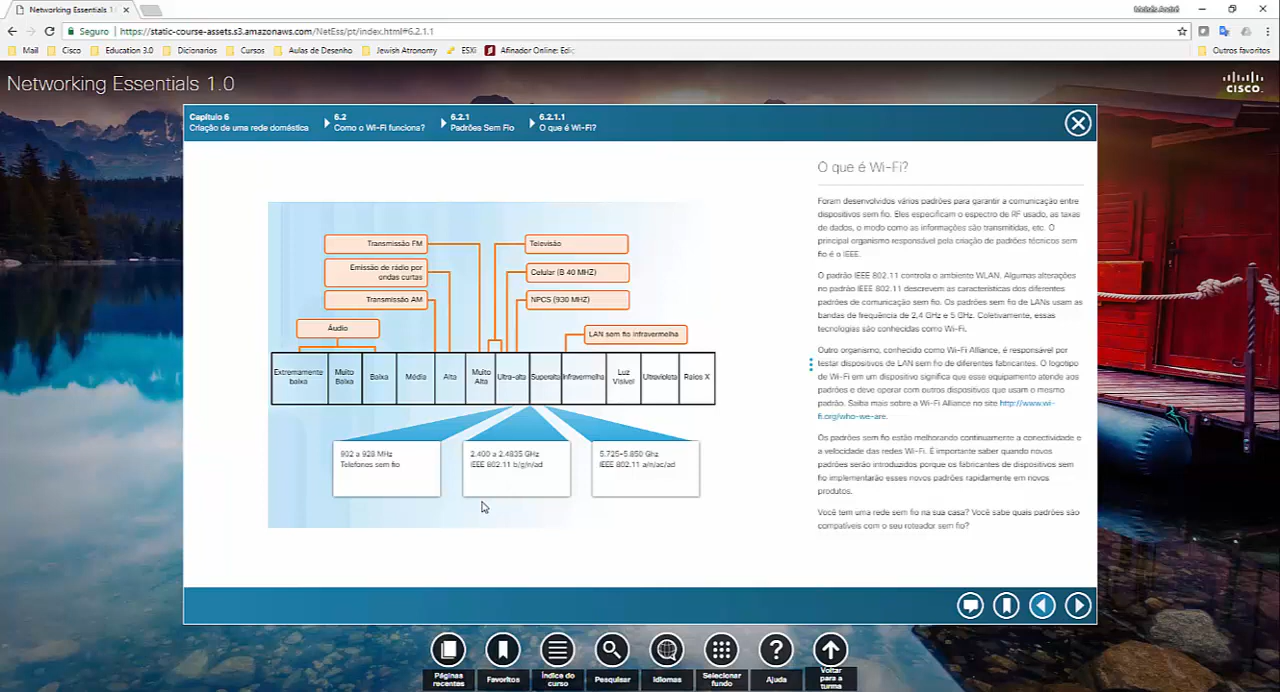 Networking Essentials 1.0
Moisés André
Seguro
https://static-course-assets.s3.amazonaws.com/NetEss/pt/index.html#6.2.1.1
Mail
Cisco
Education 3.0
Dicionarios
Cursos
Aulas de Desenho
Jewish Atronomy
ESXi
Afinador Online: Edic
Outros favoritos
Networking Essentials 1.0
CISCO
Capítulo 6
Criação de uma rede doméstica
6.2
Como o Wi-Fi funciona?
6.2.1
Padrões Sem Fio
6.2.1.1
O que é Wi-Fi?
Transmissão FM
Emissão de rádio por
ondas curtas
Transmissão AM
Áudio
Televisão
Celular (B 40 MHZ)
NPCS (930 MHZ)
LAN sem fio infravermelha
Extremamente
baixa
Muito
Baixa
Baixa
Média
Alta
Muito
Alta
Ultra-alta
Superalta
Infravermelha
Luz
Visível
Ultravioleta
Raios X
902 a 928 MHz
Telefones sem fio
2.400 a 2.4835 GHz
IEEE 802.11 b/g/n/ad
5.725-5.850 Ghz
IEEE 802.11 a/n/ac/ad
O que é Wi-Fi?
Foram desenvolvidos vários padrões para garantir a comunicação entre
dispositivos sem fio. Eles especificam o espectro de RF usado, as taxas
de dados, o modo como as informações são transmitidas, etc. O
principal organismo responsável pela criação de padrões técnicos sem
fio é o IEEE.
O padrão IEEE 802.11 controla o ambiente WLAN. Algumas alterações
no padrão IEEE 802.11 descrevem as características dos diferentes
padrões de comunicação sem fio. Os padrões sem fio de LANs usam as
bandas de frequência de 2,4 GHz e 5 GHz. Coletivamente, essas
tecnologias são conhecidas como Wi-Fi.
Outro organismo, conhecido como Wi-Fi Alliance, é responsável por
testar dispositivos de LAN sem fio de diferentes fabricantes. O logotipo
de Wi-Fi em um dispositivo significa que esse equipamento atende aos
padrões e deve operar com outros dispositivos que usam o mesmo
padrão. Saiba mais sobre a Wi-Fi Alliance no site http://www.wi-
fi.org/who-we-are.
Os padrões sem fio estão melhorando continuamente a conectividade e
a velocidade das redes Wi-Fi. É importante saber quando novos
padrões serão introduzidos porque os fabricantes de dispositivos sem
fio implementarão esses novos padrões rapidamente em novos
produtos.
Você tem uma rede sem fio na sua casa? Você sabe quais padrões são
compatíveis com o seu roteador sem fio?
Páginas
recentes
Favoritos
Índice do
curso
Pesquisar
Idiomas
Selecionar
fundo
Ajuda
Voltar
para a
turma